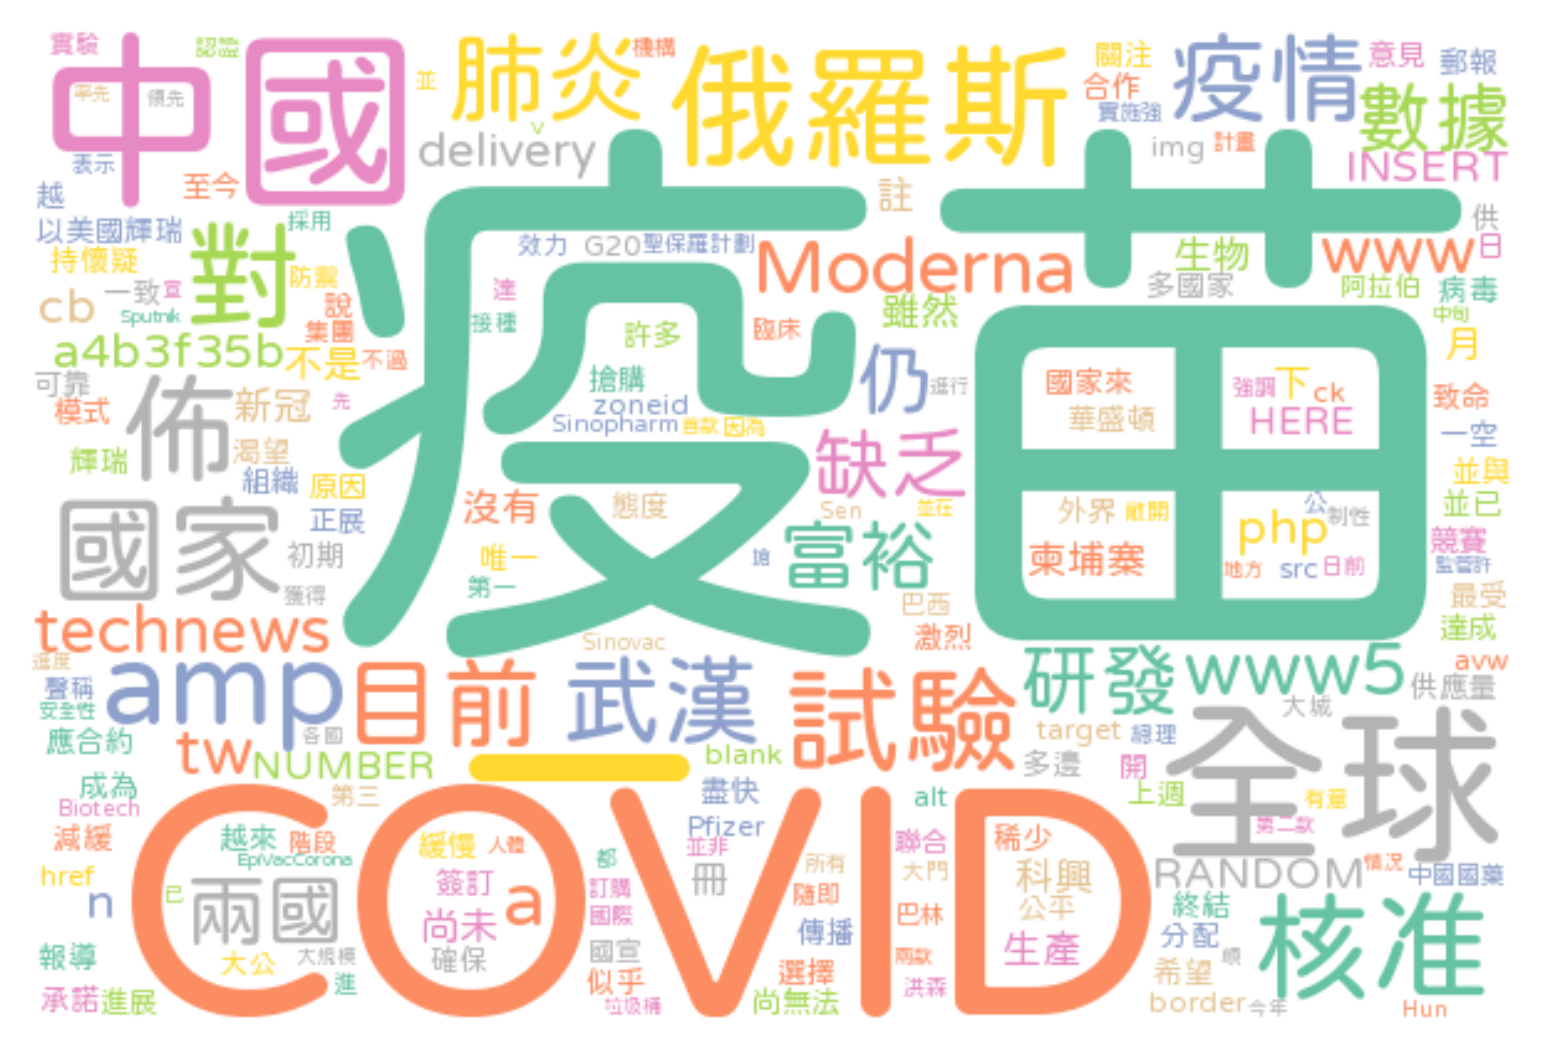 實驗
中國
率先
領先
並
肺炎
機構
俄羅斯
關注
疫情
意見
郵報
合作
實施強
數據
表示
v
delivery
img
計畫
INSERT
至今
越
註
供
疫苗
以美國輝瑞
採用
對
效力
G20
聖保羅計劃
Moderna
生物
www
日
持懷疑
防禦
一致
宣
cb
說
達
多國家
阿拉伯
病毒
Sputnik
集團
接種
許多
臨床
雖然
中旬
a4b3f35b
不是
不過
月
可靠
佈
新冠
先
搶購
仍
進行
國家來
強調
下
ck
致命
模式
zoneid
Sinopharm
首款
因為
華盛頓
HERE
一空
輝瑞
渴望
缺乏
組織
原因
並與
國家
正展
沒有
態度
Sen
並在
外界
敞開
公
制性
並已
php
富裕
初期
唯一
搶
柬埔寨
地方
src
日前
競賽
監管許
獲得
第一
巴西
最受
technews
Sinovac
激烈
達成
進度
amp
目前
武漢
試驗
研發
www5
avw
聲稱
供應量
安全性
各國
大城
應合約
tw
NUMBER
blank
target
總理
多邊
全球
開
成為
第三
盡快
alt
上週
有意
Biotech
COVID
Pfizer
第二款
減緩
越來
階段
緩慢
人體
並非
聯合
稀少
EpiVacCorona
都
所有
RANDOM
情況
中國國藥
href
簽訂
冊
大門
科興
n
已
兩國
尚未
a
訂購
國際
隨即
巴林
公平
終結
核准
傳播
分配
報導
大公
大規模
確保
國宣
兩款
生產
希望
順
進
似乎
選擇
洪森
承諾
進展
垃圾桶
尚無法
border
今年
Hun